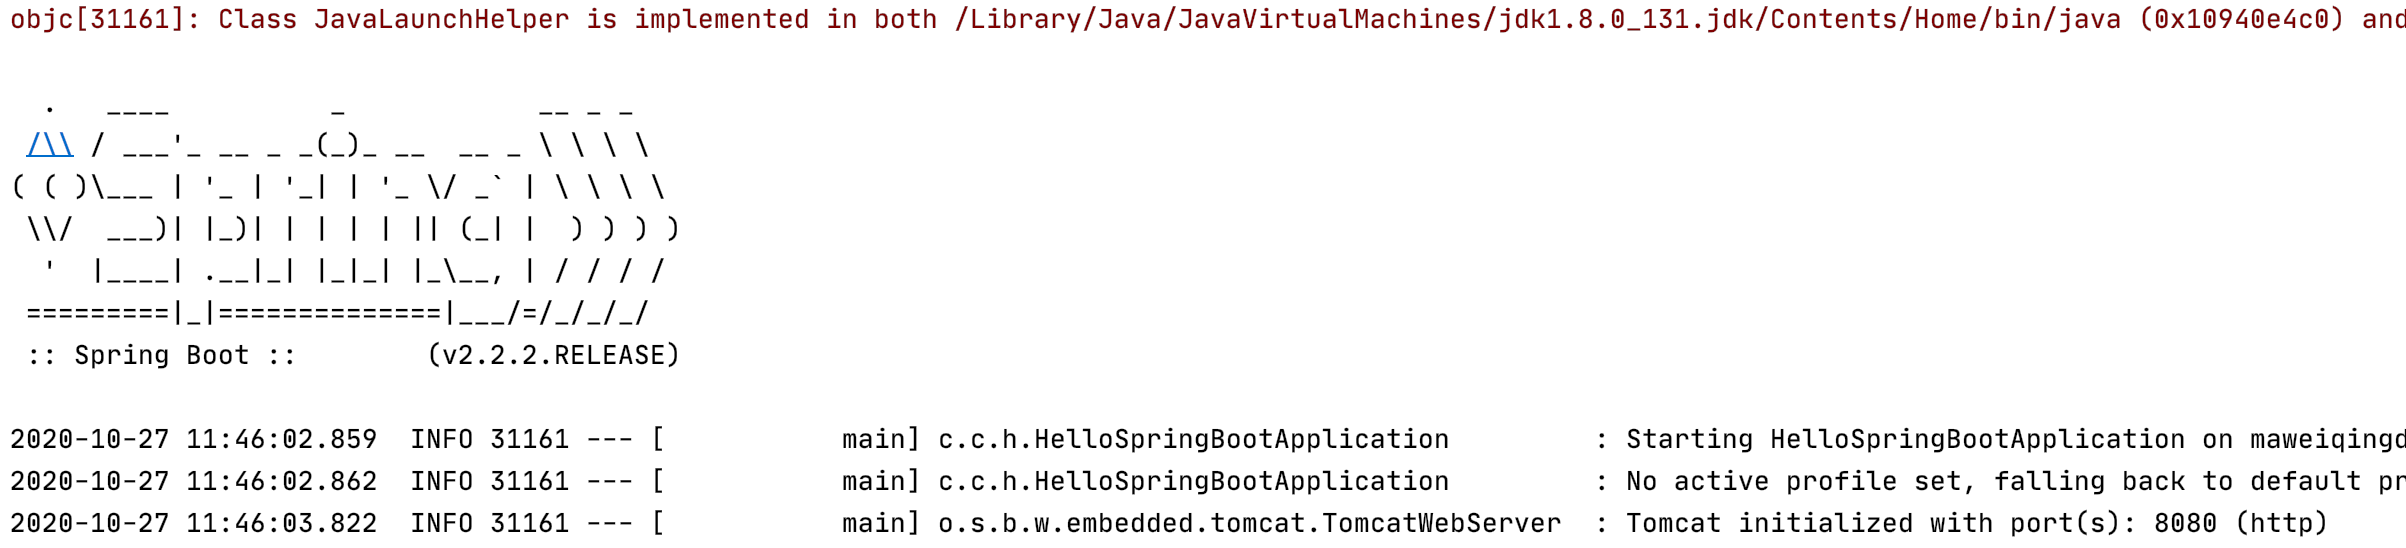 objc[31161]: Class JavaLaunchHelper is implemented in both /Library/Java/JavaVirtualMachines/jdk1.8.0_131.jdk/Contents/Home/bin/java (0x10940e4c0) and
  .   ____          _            __ _ _
 /\\ / ___'_ __ _ _(_)_ __  __ _ \ \ \ \
( ( )\___ | '_ | '_| | '_ \/ _` | \ \ \ \
 \\/  ___)| |_)| | | | | || (_| |  ) ) ) )
  '  |____| .__|_| |_|_| |_\__, | / / / /
 =========|_|==============|___/=/_/_/_/
 :: Spring Boot ::        (v2.2.2.RELEASE)
2020-10-27 11:46:02.859  INFO 31161 --- [           main] c.c.h.HelloSpringBootApplication         : Starting HelloSpringBootApplication on maweiqingd
2020-10-27 11:46:02.862  INFO 31161 --- [           main] c.c.h.HelloSpringBootApplication         : No active profile set, falling back to default pr
2020-10-27 11:46:03.822  INFO 31161 --- [           main] o.s.b.w.embedded.tomcat.TomcatWebServer  : Tomcat initialized with port(s): 8080 (http)